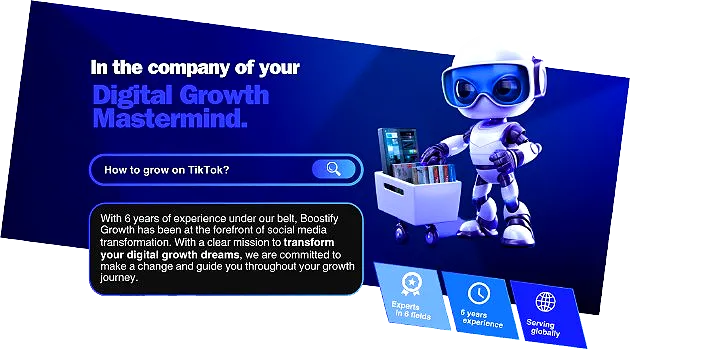 In the company of your
Digital Growth
Mastermind.
How to grow on TikTok?
With 6 years of experience under our belt, Boostify
Growth has been at the forefront of social media
transformation. With a clear mission to transform
your digital growth dreams, we are committed to
make a change and guide you throughout your growth
journey.
Experts
in 6 fields
6 years
experience
Serving
globally